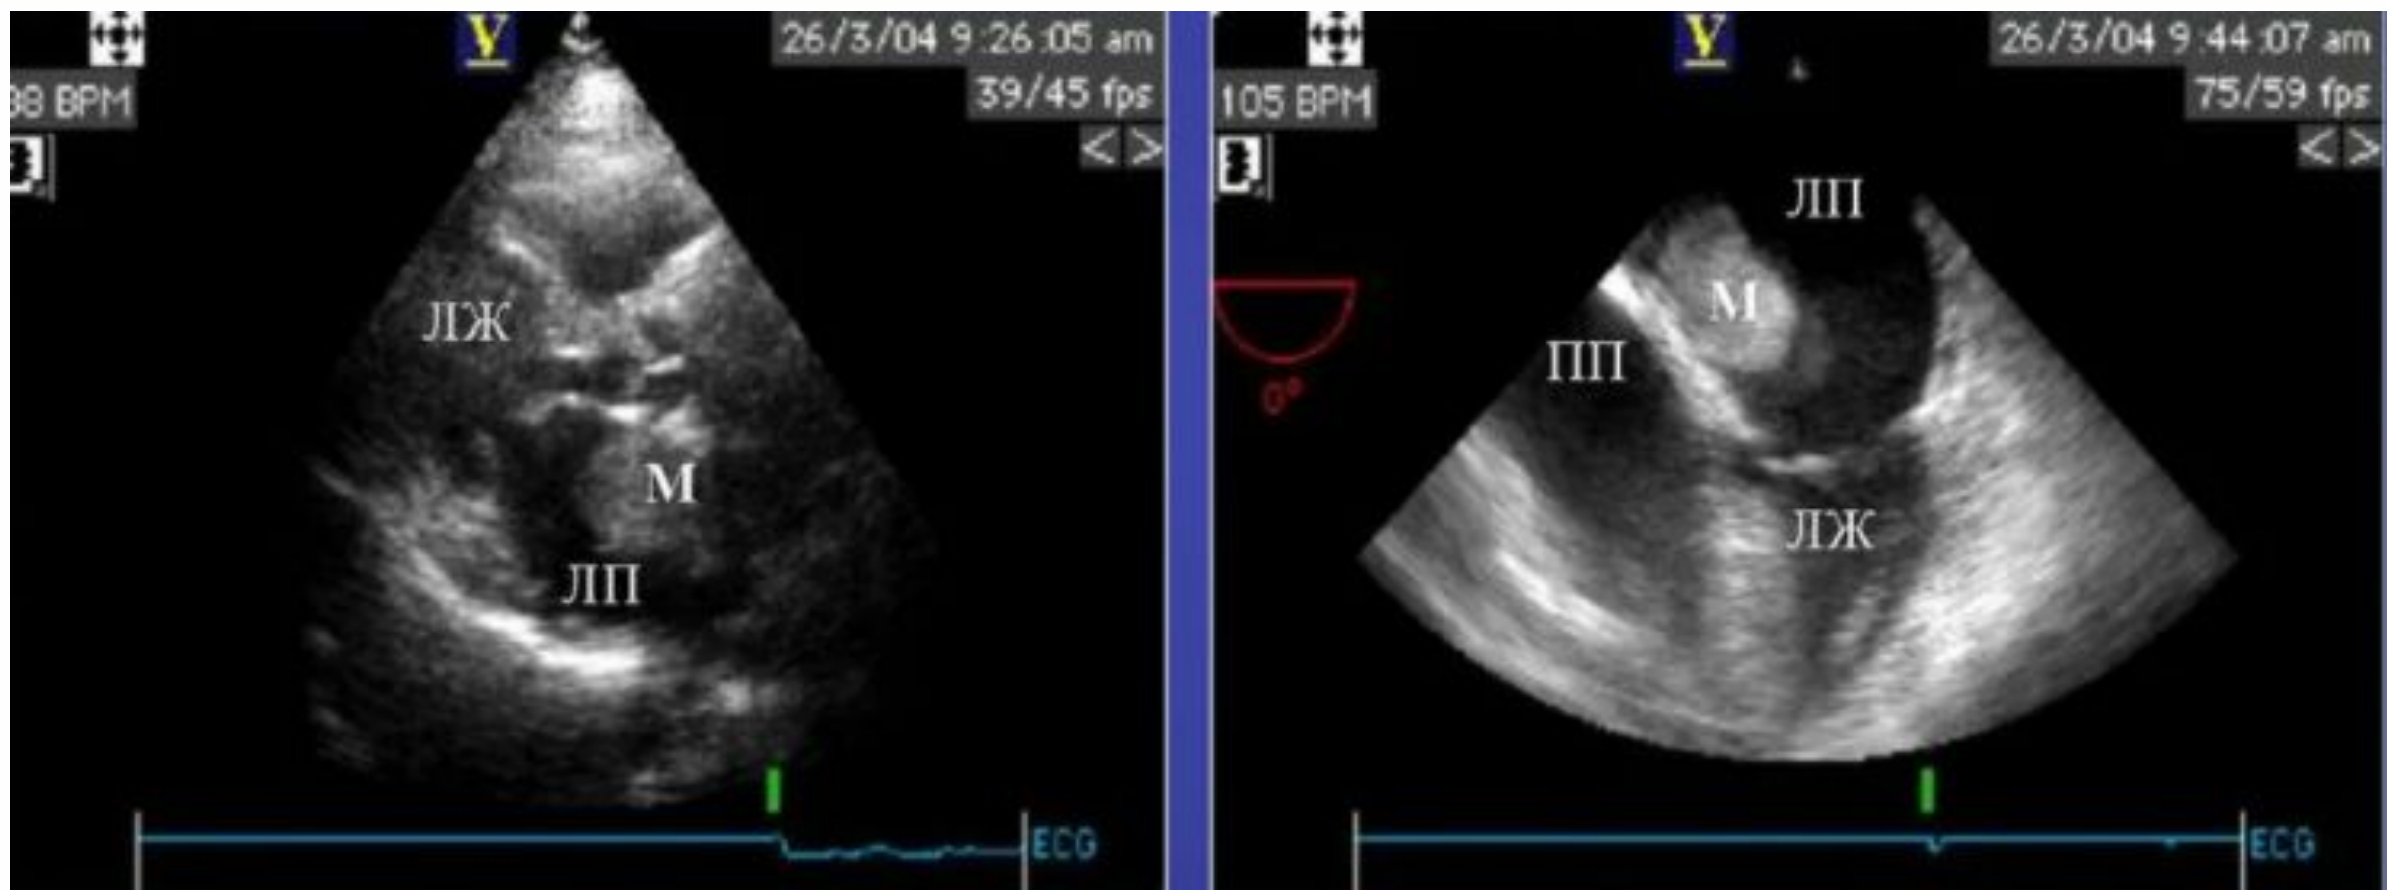 V
26/3/04 9:26:05 am
39/45 fps
BPM
< >
ЛЖ
М
ЛП
ECG
V
26/3/04 9:44:07 am
75/59 fps
105 BPM
< >
ЛП
М
ПП
0°
ЛЖ
ECG